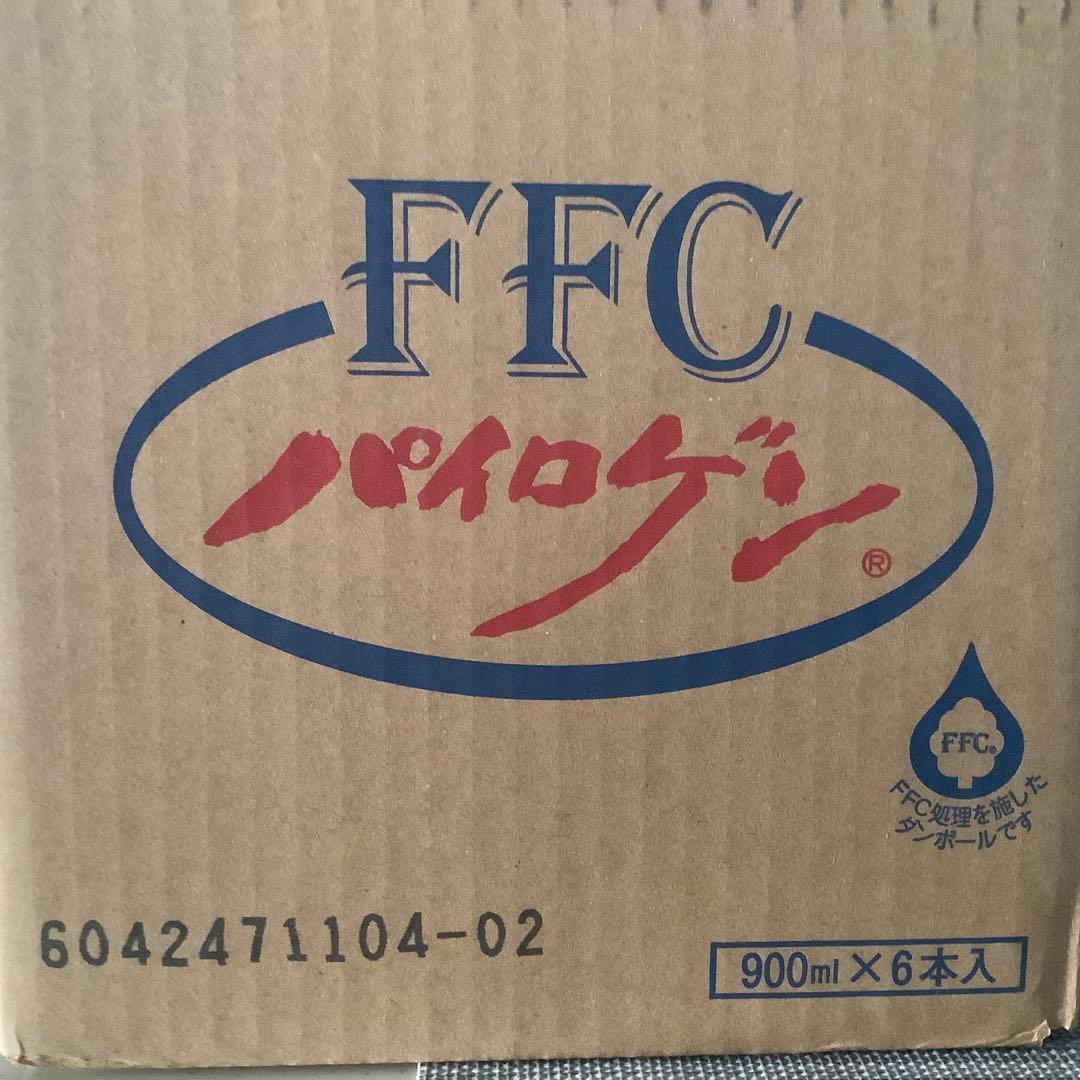 FFC
パイロゲン®
FFC®
FFC処理を施した
ダンボールです
6042471104-02
900ml×6本入